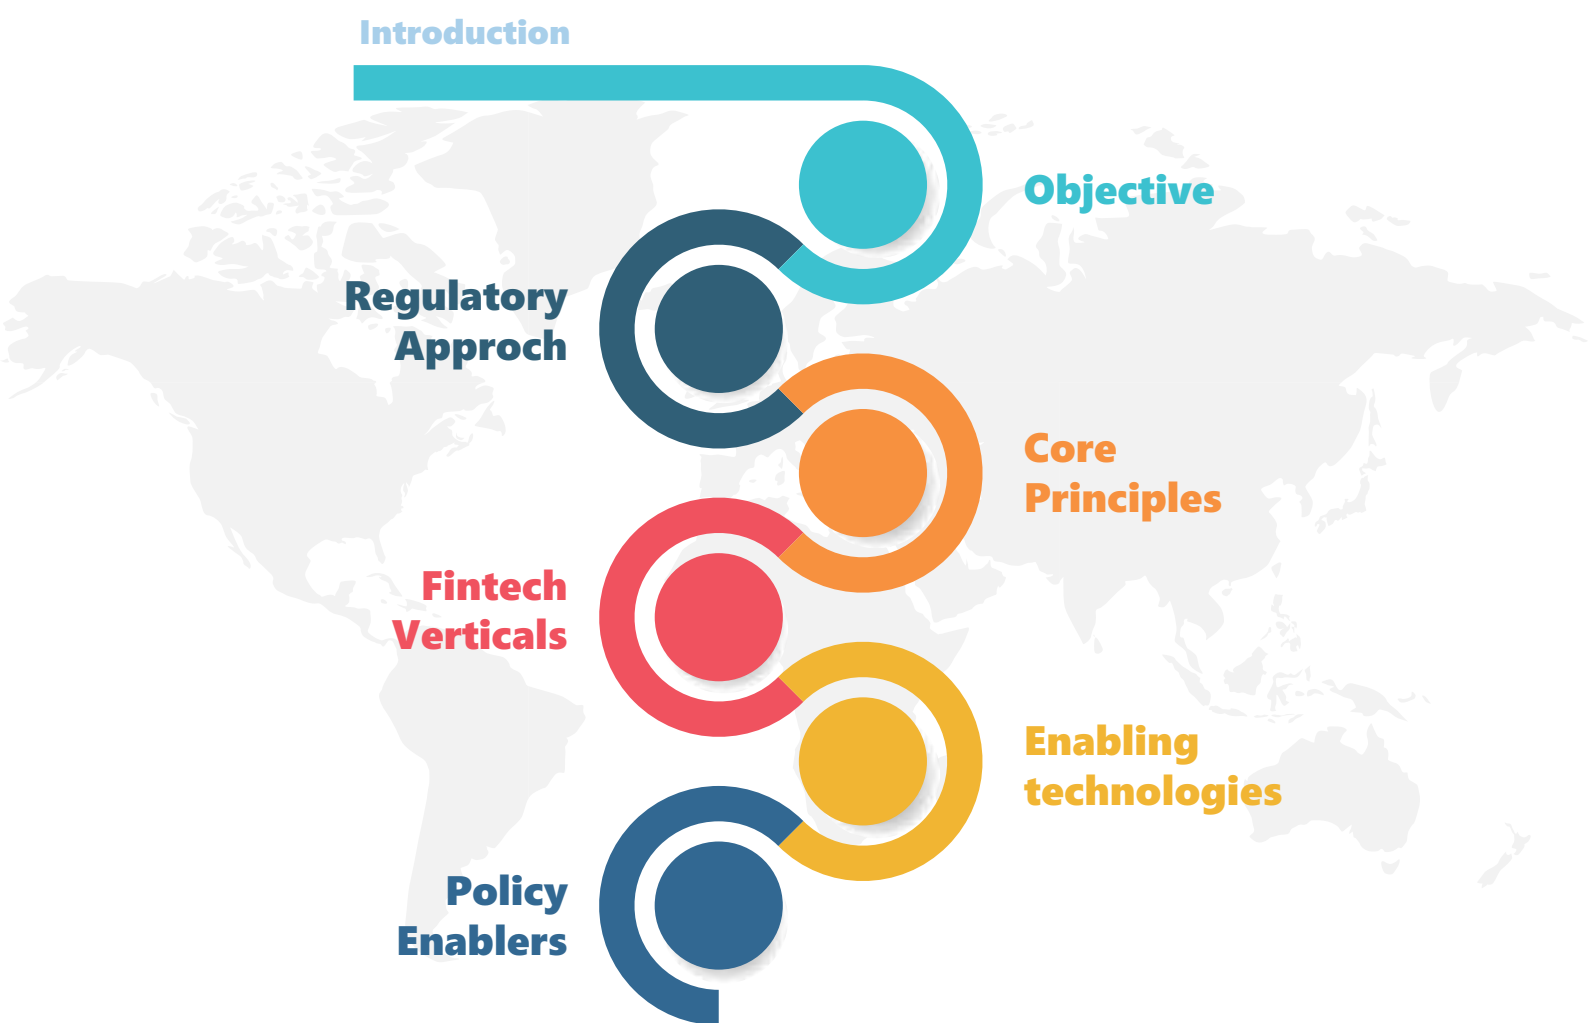 Introduction
Objective
Regulatory
Approch
Core
Principles
Fintech
Verticals
Enabling
technologies
Policy
Enablers